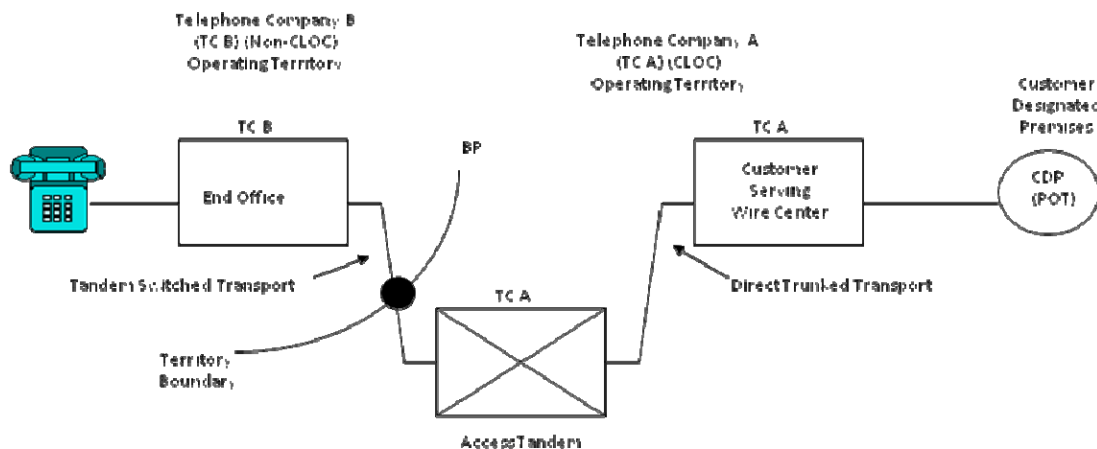 Telephone Company B
(TC B) (Non-CLOC)
Operating Territory
Telephone Company A
(TC A) (CLOC)
Operating Territory
Customer
Designated
Premises
TC B
End Office
BP
TC A
Customer
Serving
Wire Center
CDP
(POT)
Tandem Switched Transport
Direct Trunked Transport
TC A
Territory
Boundary
Access Tandem